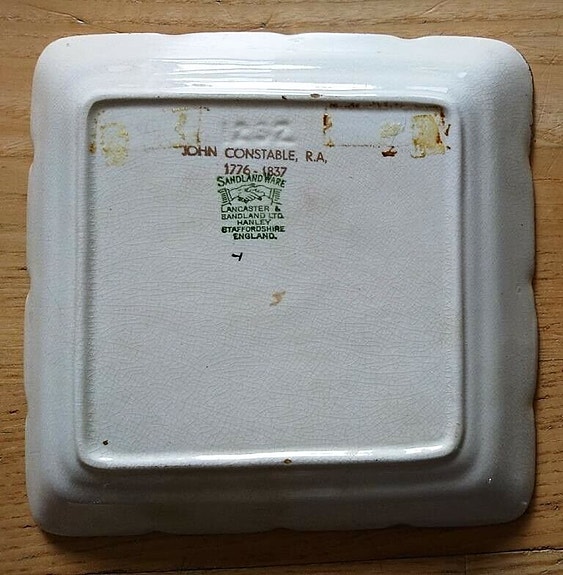 JOHN CONSTABLE, R.A,
1776 - 1837
SANDLAND WARE
LANCASTER &
SANDLAND LTD.
HANLEY
STAFFORDSHIRE
ENGLAND.